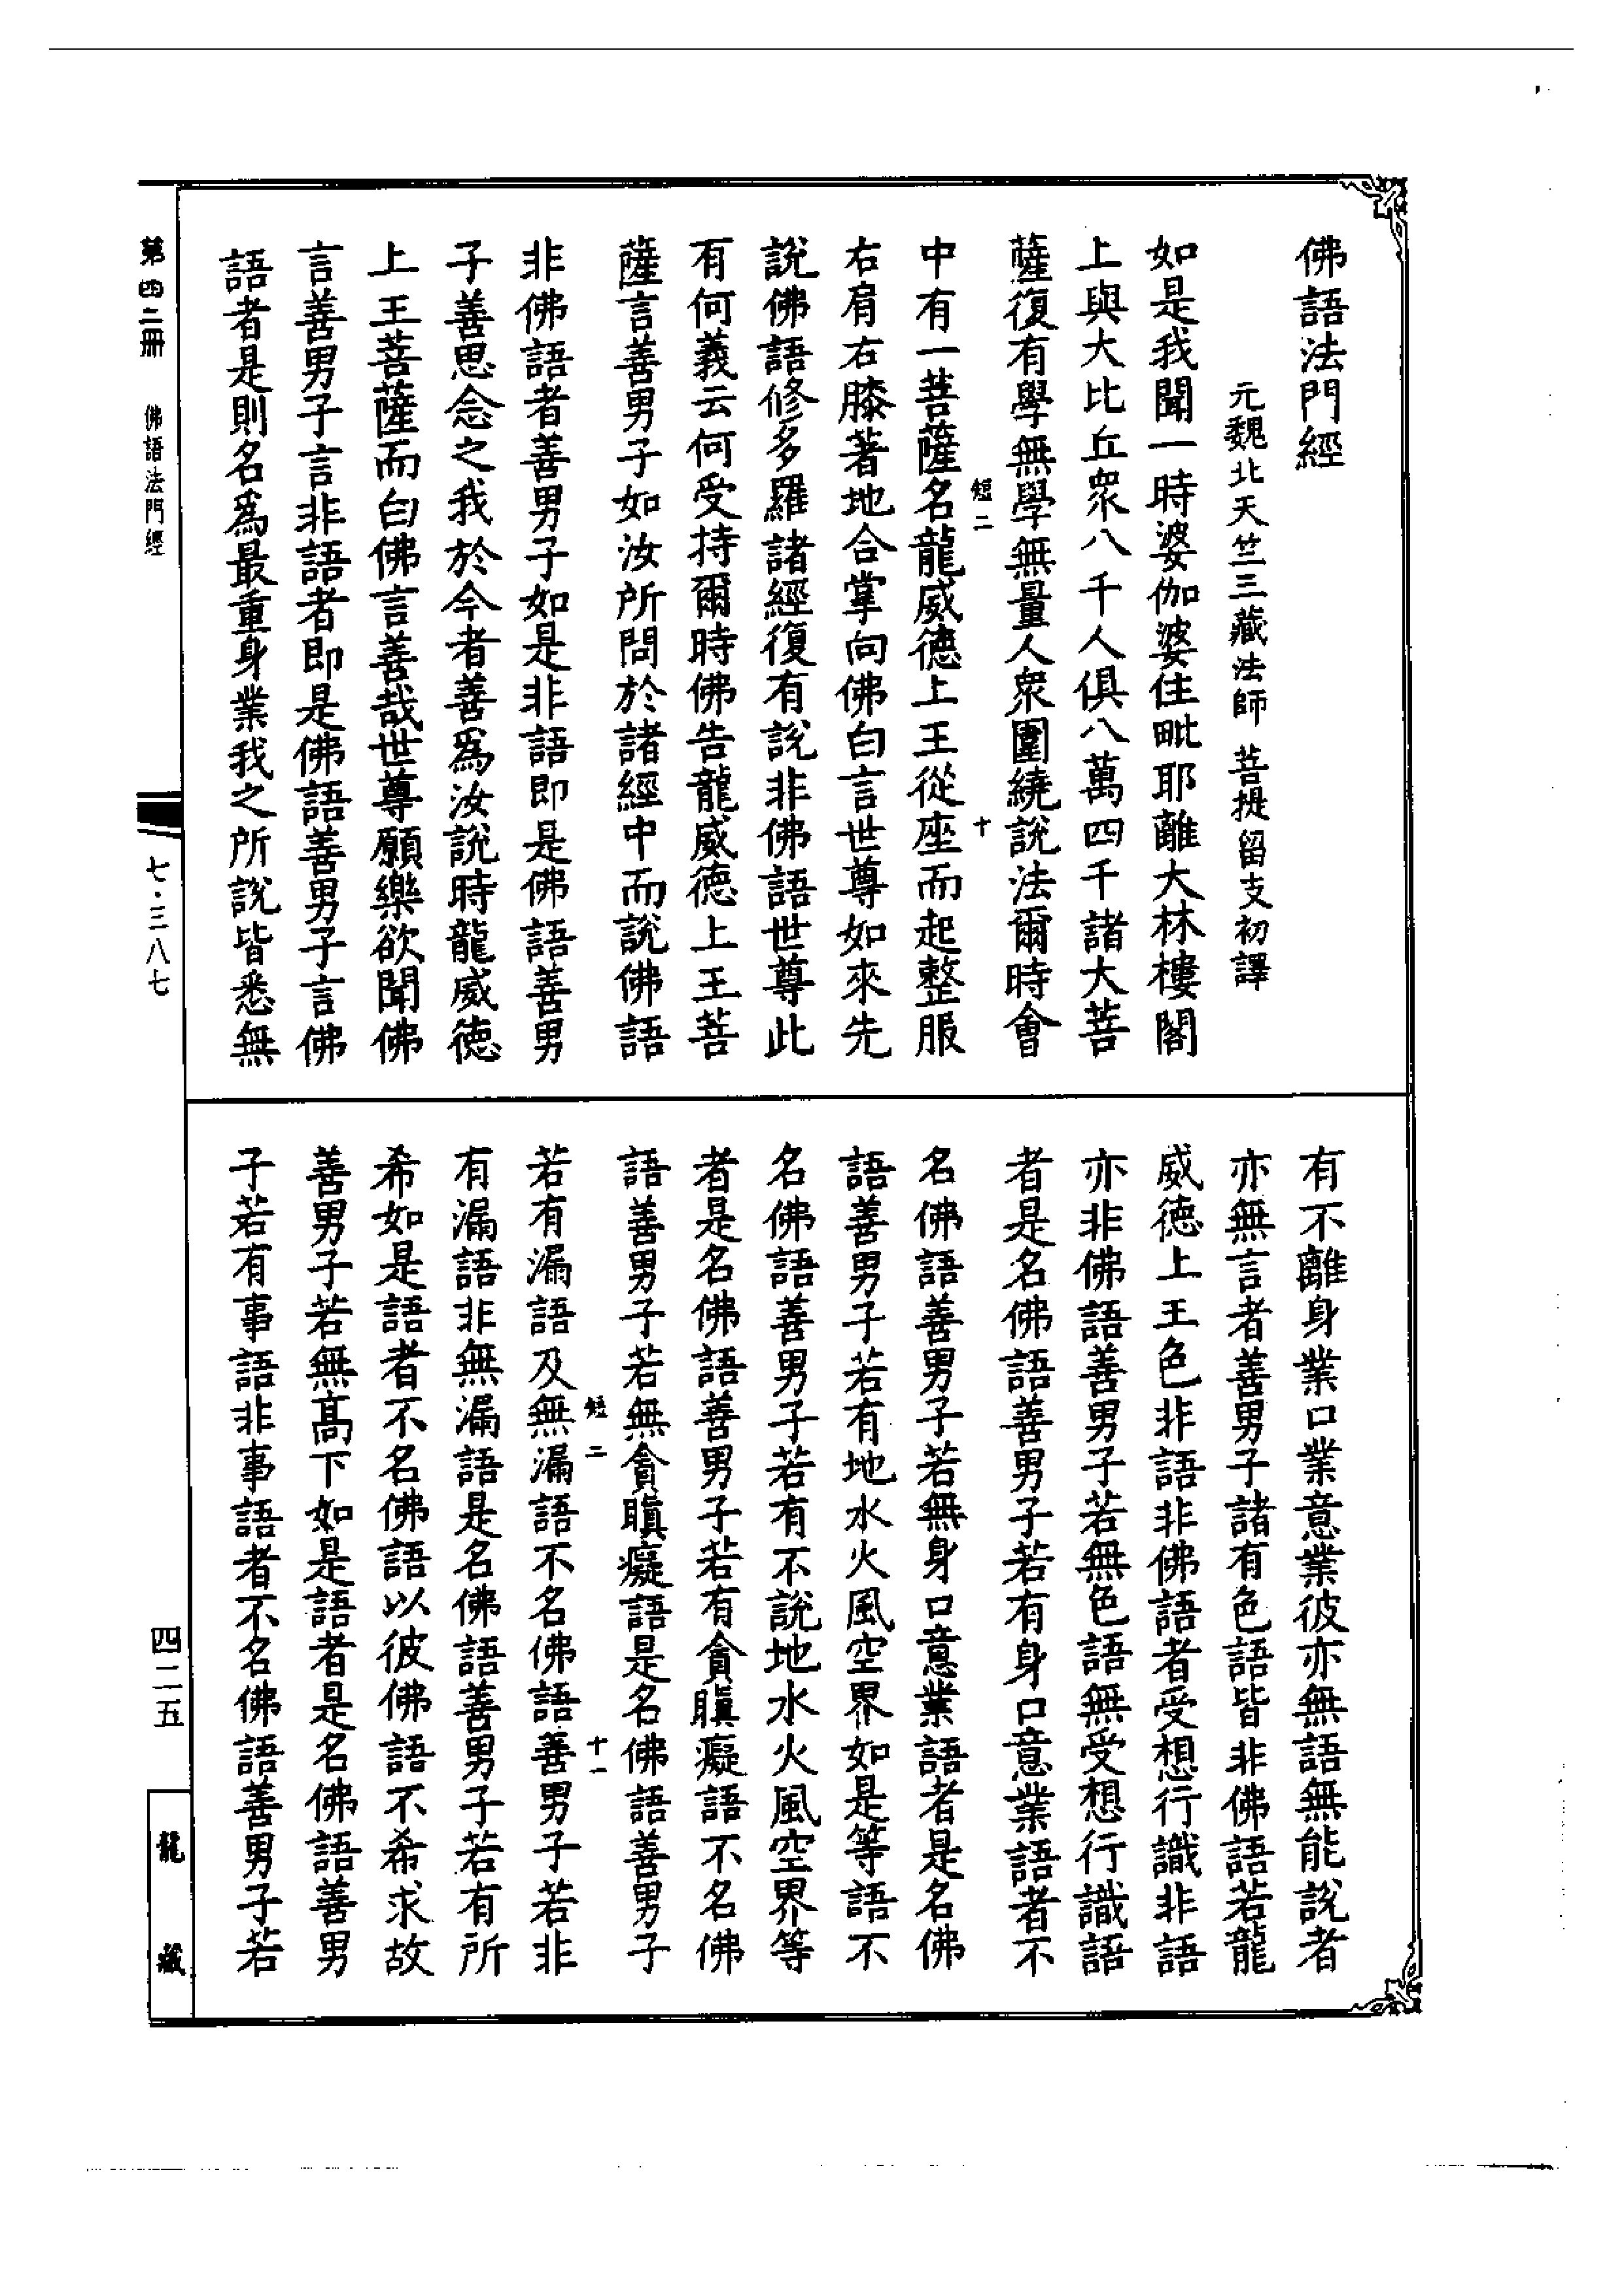 佛語法門經
元魏北天竺三藏法師菩提留支初譯
如是我聞一時婆伽婆住毗耶離大林樓閣
上與大比丘眾八千人俱八萬四千諸大菩
薩復有學無學無量人眾圍繞說法爾時會
短二 十
中有一菩薩名龍威德上王從座而起整服
右肩右膝著地合掌向佛白言世尊如來先
說佛語修多羅諸經復有說非佛語世尊此
有何義云何受持爾時佛告龍威德上王菩
薩言善男子如汝所問於諸經中而說佛語
非佛語者善男子如是非語即是佛語善男
子善思念之我於今者善為汝說時龍威德
上王菩薩而白佛言善哉世尊願樂欲聞佛
言善男子言非語者即是佛語善男子言佛
語者是則名為最重身業我之所說皆悉無
有不離身業口業意業彼亦無語無能說者
亦無言者善男子諸有色語皆非佛語若龍
威德上王色非語非佛語者受想行識非語
亦非佛語善男子若無色語無受想行識語
者是名佛語善男子若有身口意業語者不
名佛語善男子若無身口意業語者是名佛
語善男子若有地水火風空界如是等語不
名佛語善男子若有不說地水火風空界等
者是名佛語善男子若有貪瞋癡語不名佛
語善男子若無貪瞋癡語是名佛語善男子
短二 十一
若有漏語及無漏語不名佛語善男子若非
有漏語非無漏語是名佛語善男子若有所
希如是語者不名佛語以彼佛語不希求故
善男子若無高下如是語者是名佛語善男
子若有事語非事語者不名佛語善男子若
第四二冊 佛語法門經 七·三八七 四二五 龍藏